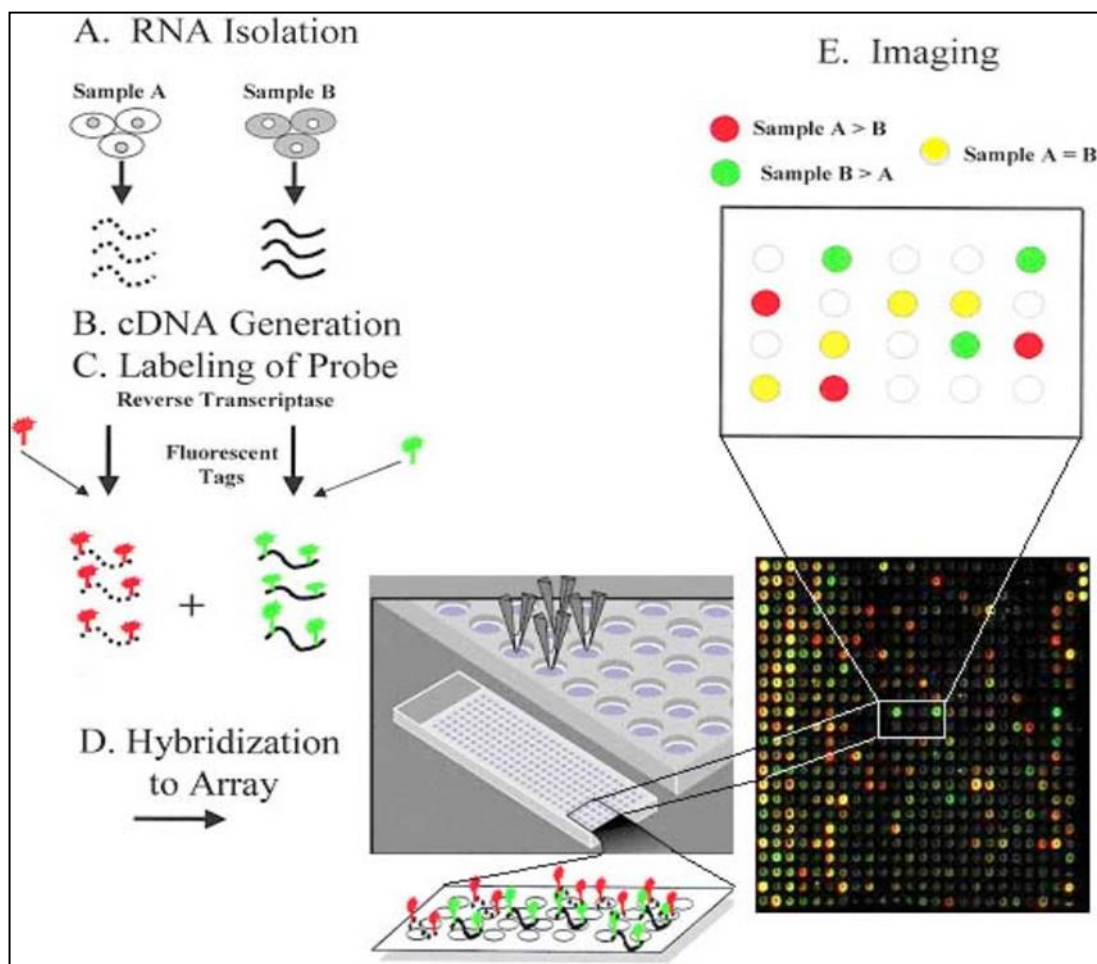 A. RNA Isolation
Sample A
Sample B
B. cDNA Generation
C. Labeling of Probe
Reverse Transcriptase
Fluorescent
Tags
+
D. Hybridization
to Array
E. Imaging
Sample A > B
Sample B > A
Sample A = B